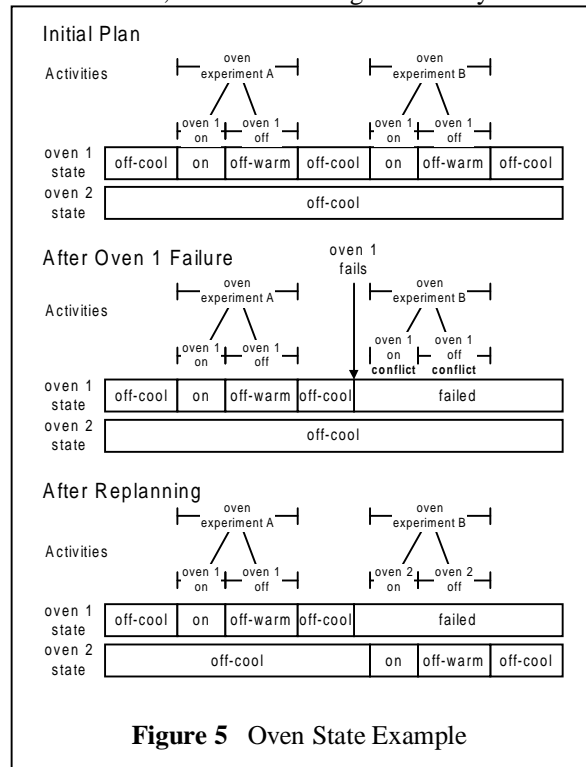 Initial Plan
Activities
oven experiment A
oven experiment B
oven 1 on
oven 1 off
oven 1 on
oven 1 off
oven 1 state
off-cool on off-warm off-cool on off-warm off-cool
oven 2 state
off-cool
After Oven 1 Failure
oven 1 fails
Activities
oven experiment A
oven experiment B
oven 1 on
oven 1 off
oven 1 on conflict
oven 1 off conflict
oven 1 state
off-cool on off-warm off-cool failed
oven 2 state
off-cool
After Replanning
Activities
oven experiment A
oven experiment B
oven 1 on
oven 1 off
oven 2 on
oven 2 off
oven 1 state
off-cool on off-warm off-cool failed
oven 2 state
off-cool on off-warm off-cool
Figure 5 Oven State Example